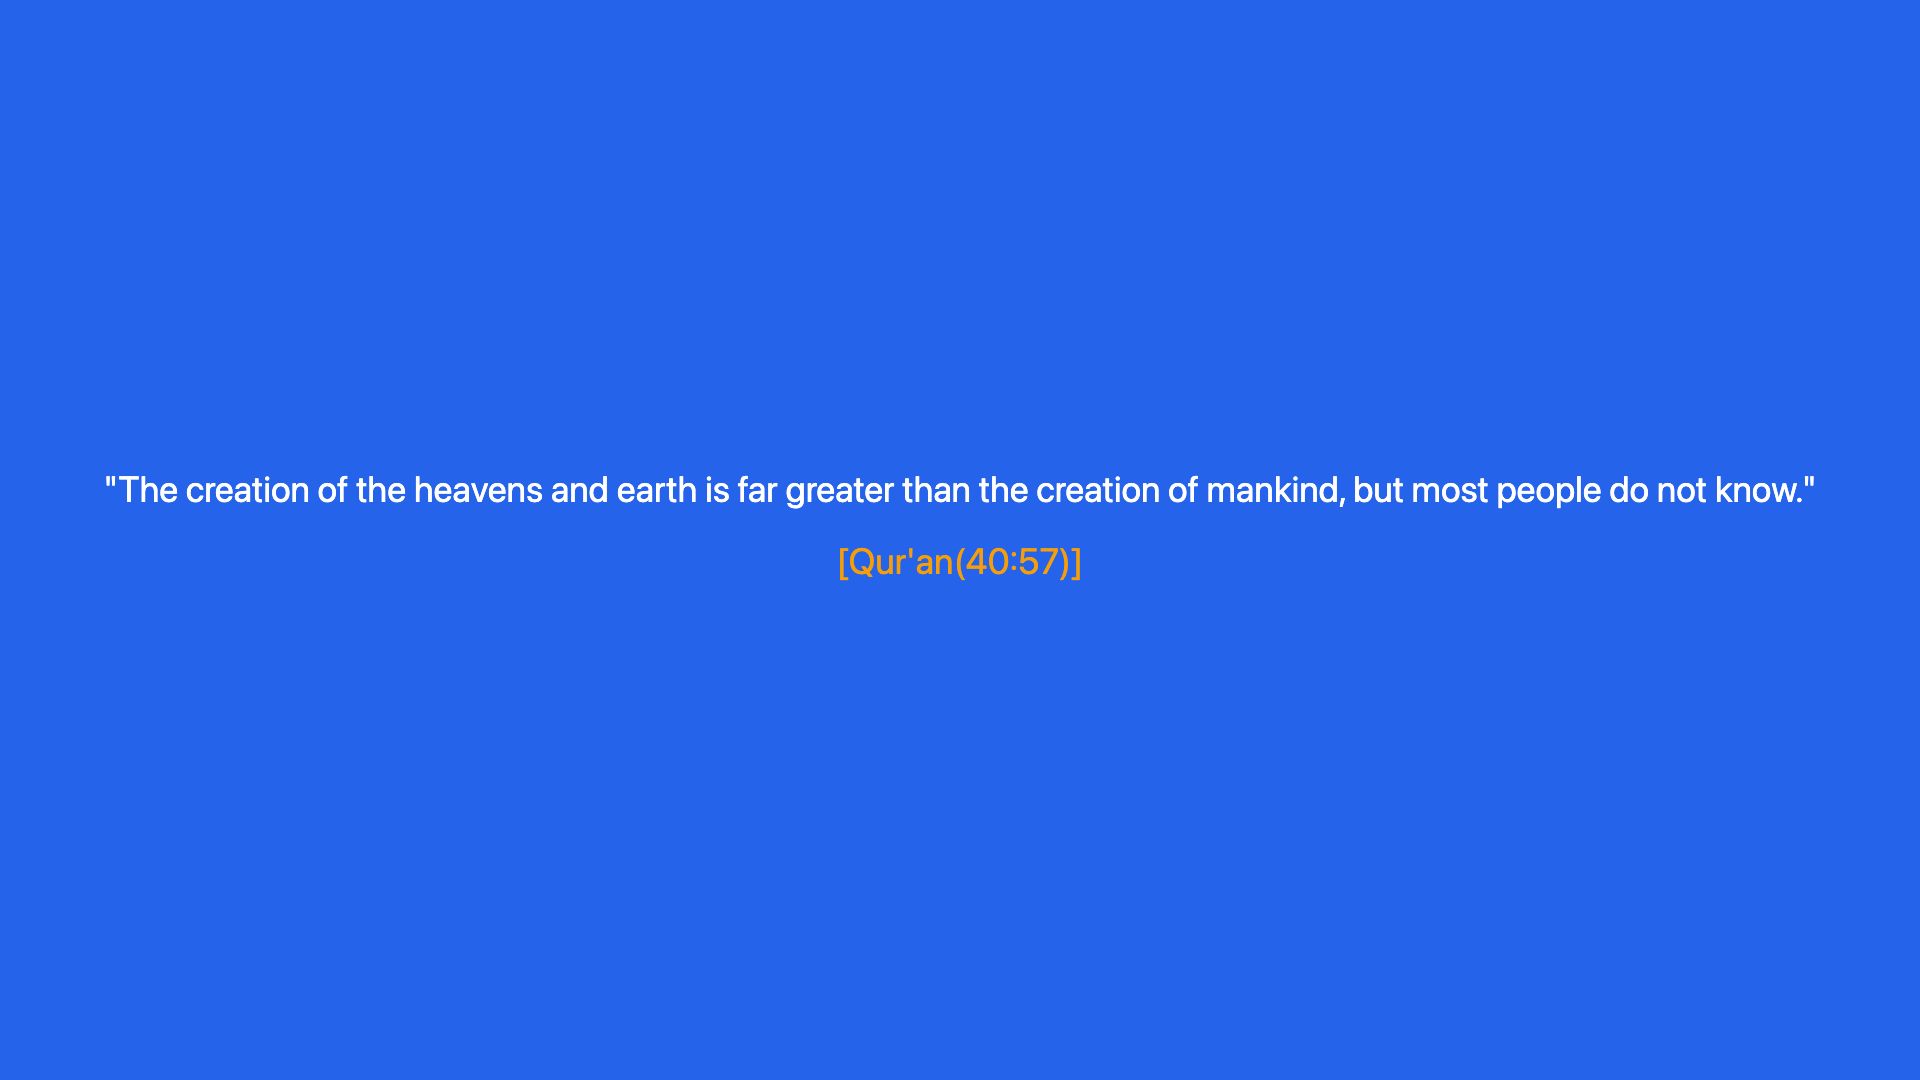 "The creation of the heavens and earth is far greater than the creation of mankind, but most people do not know."
[Qur'an(40:57)]